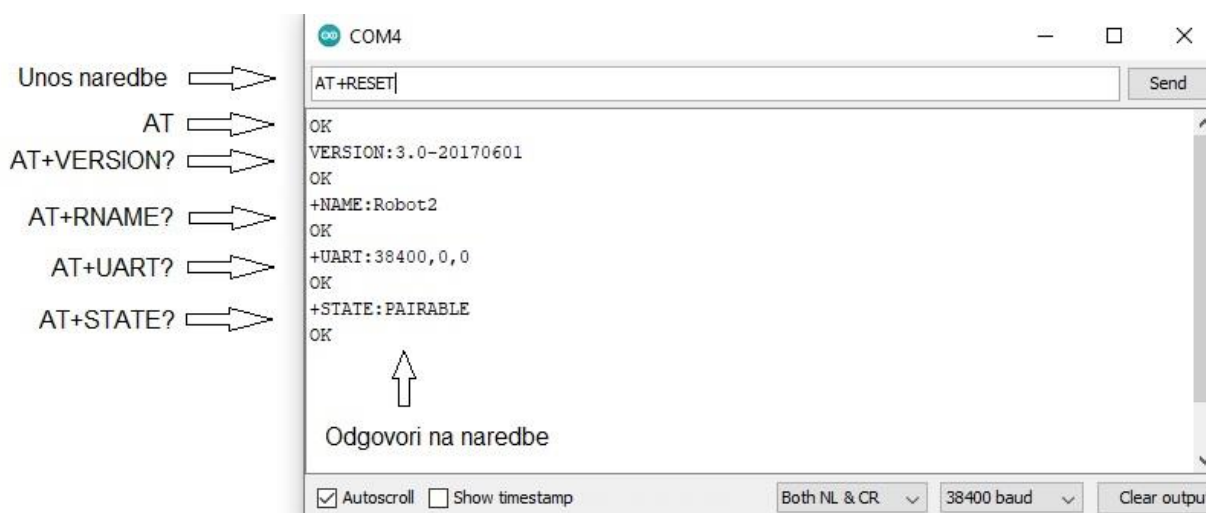 COM4
Unos naredbe
AT+RESET
Send
AT
OK
AT+VERSION?
VERSION:3.0-20170601
OK
AT+RNAME?
+NAME:Robot2
OK
AT+UART?
+UART:38400,0,0
OK
AT+STATE?
+STATE:PAIRABLE
OK
Odgovori na naredbe
Autoscroll Show timestamp Both NL & CR 38400 baud Clear outpu